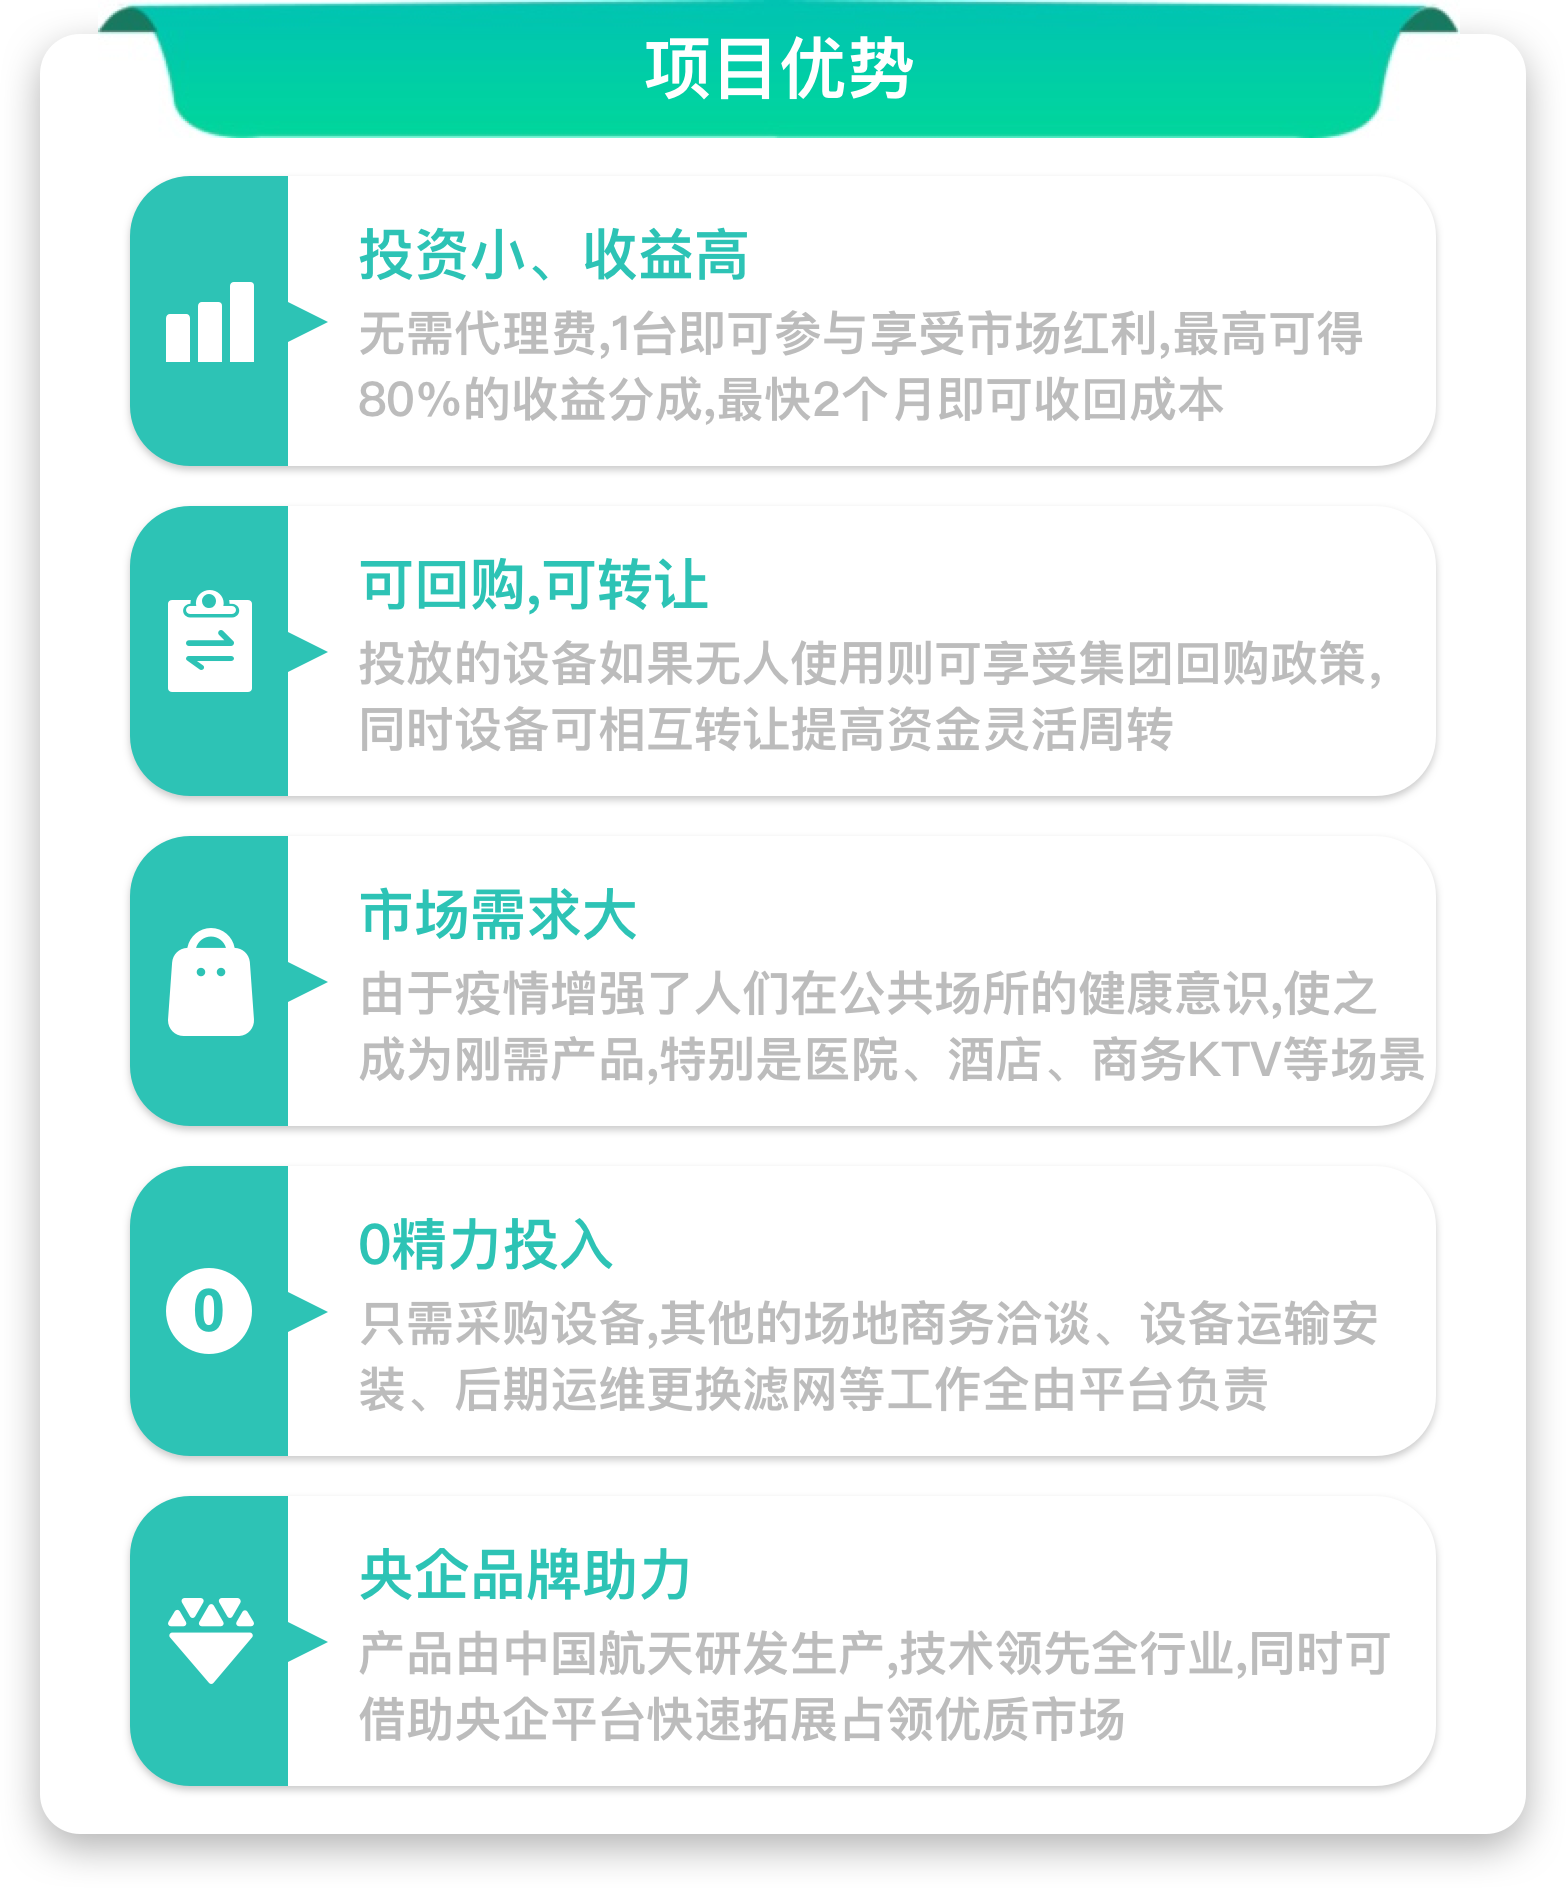 项目优势
投资小、收益高
无需代理费,1台即可参与享受市场红利,最高可得
80%的收益分成,最快2个月即可收回成本
可回购,可转让
投放的设备如果无人使用则可享受集团回购政策,
同时设备可相互转让提高资金灵活周转
市场需求大
由于疫情增强了人们在公共场所的健康意识,使之
成为刚需产品,特别是医院、酒店、商务KTV等场景
0
0精力投入
只需采购设备,其他的场地商务洽谈、设备运输安
装、后期运维更换滤网等工作全由平台负责
央企品牌助力
产品由中国航天研发生产,技术领先全行业,同时可
借助央企平台快速拓展占领优质市场